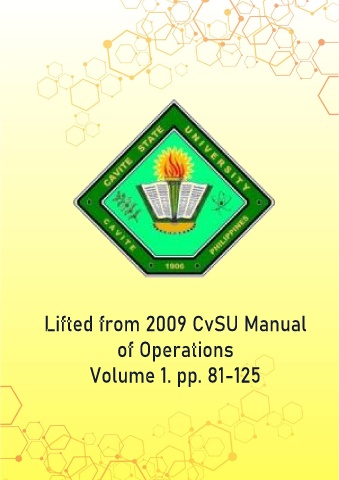 CAVITE STATE UNIVERSITY
CAVITE PHILIPPINES
1906
Lifted from 2009 CvSU Manual
of Operations
Volume 1. pp. 81-125